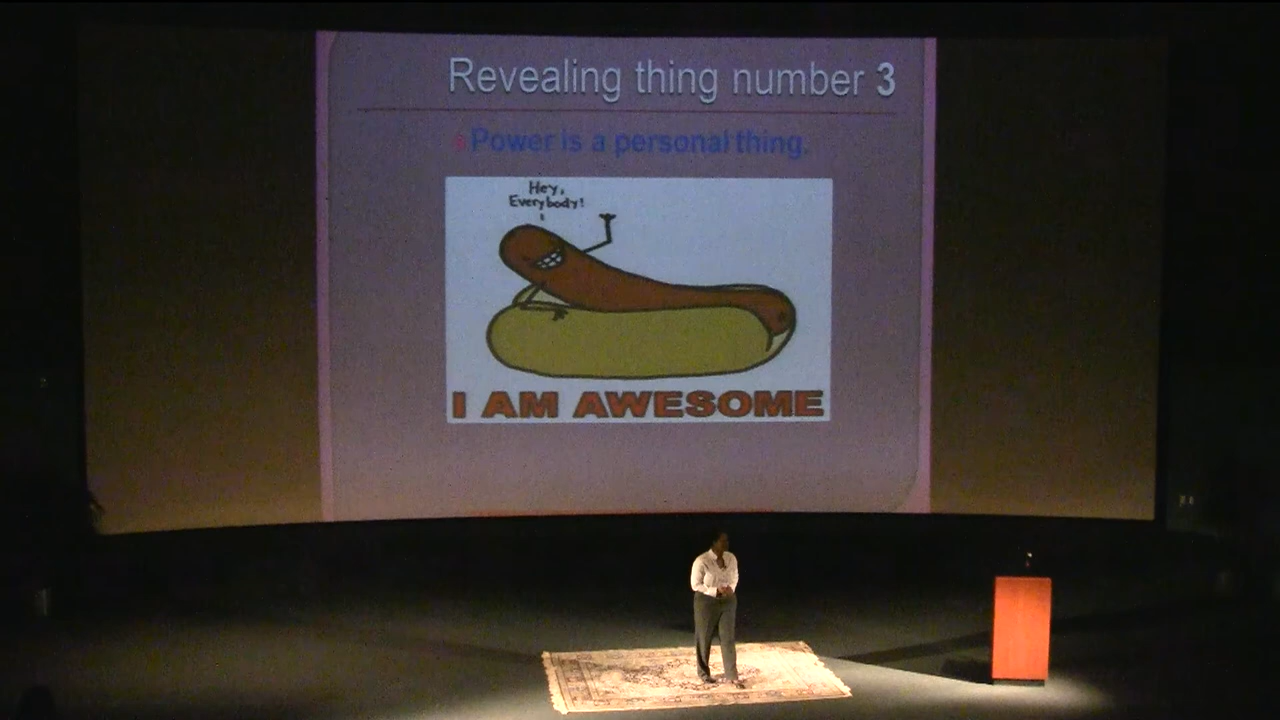 Revealing thing number 3
Power is a personal thing.
Hey,
Everybody!
I AM AWESOME